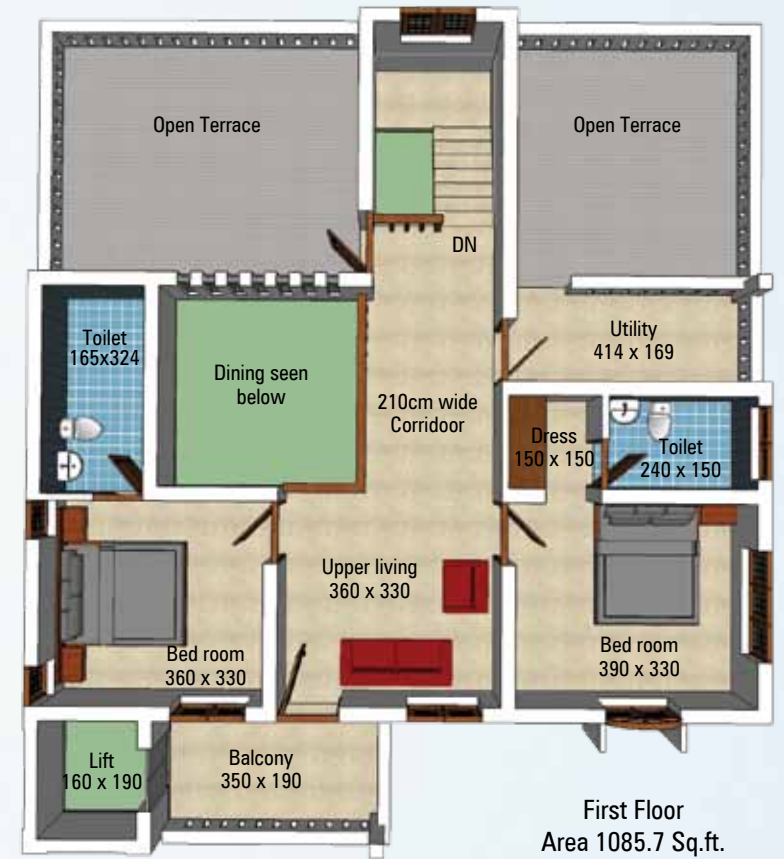 Open Terrace
Open Terrace
DN
Toilet
165x324
Dining seen
below
210cm wide
Corridoor
Utility
414 x 169
Dress
150 x 150
Toilet
240 x 150
Upper living
360 x 330
Bed room
360 x 330
Bed room
390 x 330
Lift
160 x 190
Balcony
350 x 190
First Floor
Area 1085.7 Sq.ft.